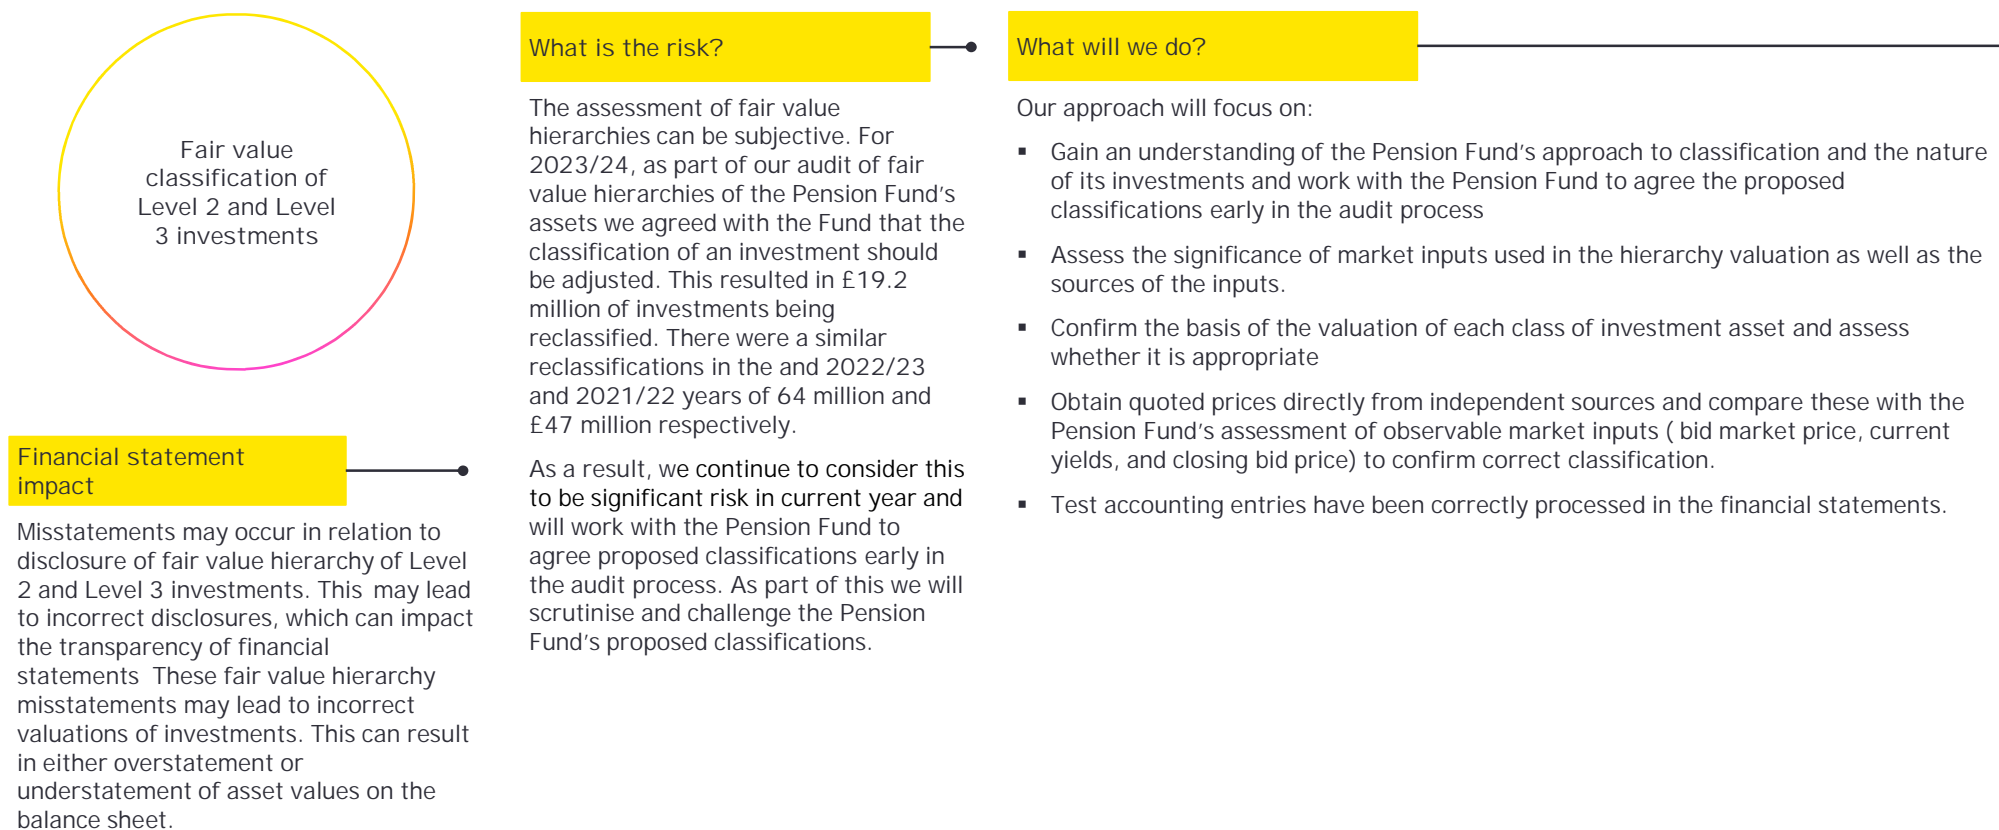 Fair value
classification of
Level 2 and Level
3 investments
Financial statement
impact
Misstatements may occur in relation to
disclosure of fair value hierarchy of Level
2 and Level 3 investments. This may lead
to incorrect disclosures, which can impact
the transparency of financial
statements These fair value hierarchy
misstatements may lead to incorrect
valuations of investments. This can result
in either overstatement or
understatement of asset values on the
balance sheet.
What is the risk?
The assessment of fair value
hierarchies can be subjective. For
2023/24, as part of our audit of fair
value hierarchies of the Pension Fund's
assets we agreed with the Fund that the
classification of an investment should
be adjusted. This resulted in £19.2
million of investments being
reclassified. There were a similar
reclassifications in the and 2022/23
and 2021/22 years of 64 million and
£47 million respectively.
As a result, we continue to consider this
to be significant risk in current year and
will work with the Pension Fund to
agree proposed classifications early in
the audit process. As part of this we will
scrutinise and challenge the Pension
Fund's proposed classifications.
What will we do?
Our approach will focus on:
▪ Gain an understanding of the Pension Fund's approach to classification and the nature
of its investments and work with the Pension Fund to agree the proposed
classifications early in the audit process
▪ Assess the significance of market inputs used in the hierarchy valuation as well as the
sources of the inputs.
▪ Confirm the basis of the valuation of each class of investment asset and assess
whether it is appropriate
▪ Obtain quoted prices directly from independent sources and compare these with the
Pension Fund's assessment of observable market inputs ( bid market price, current
yields, and closing bid price) to confirm correct classification.
▪ Test accounting entries have been correctly processed in the financial statements.